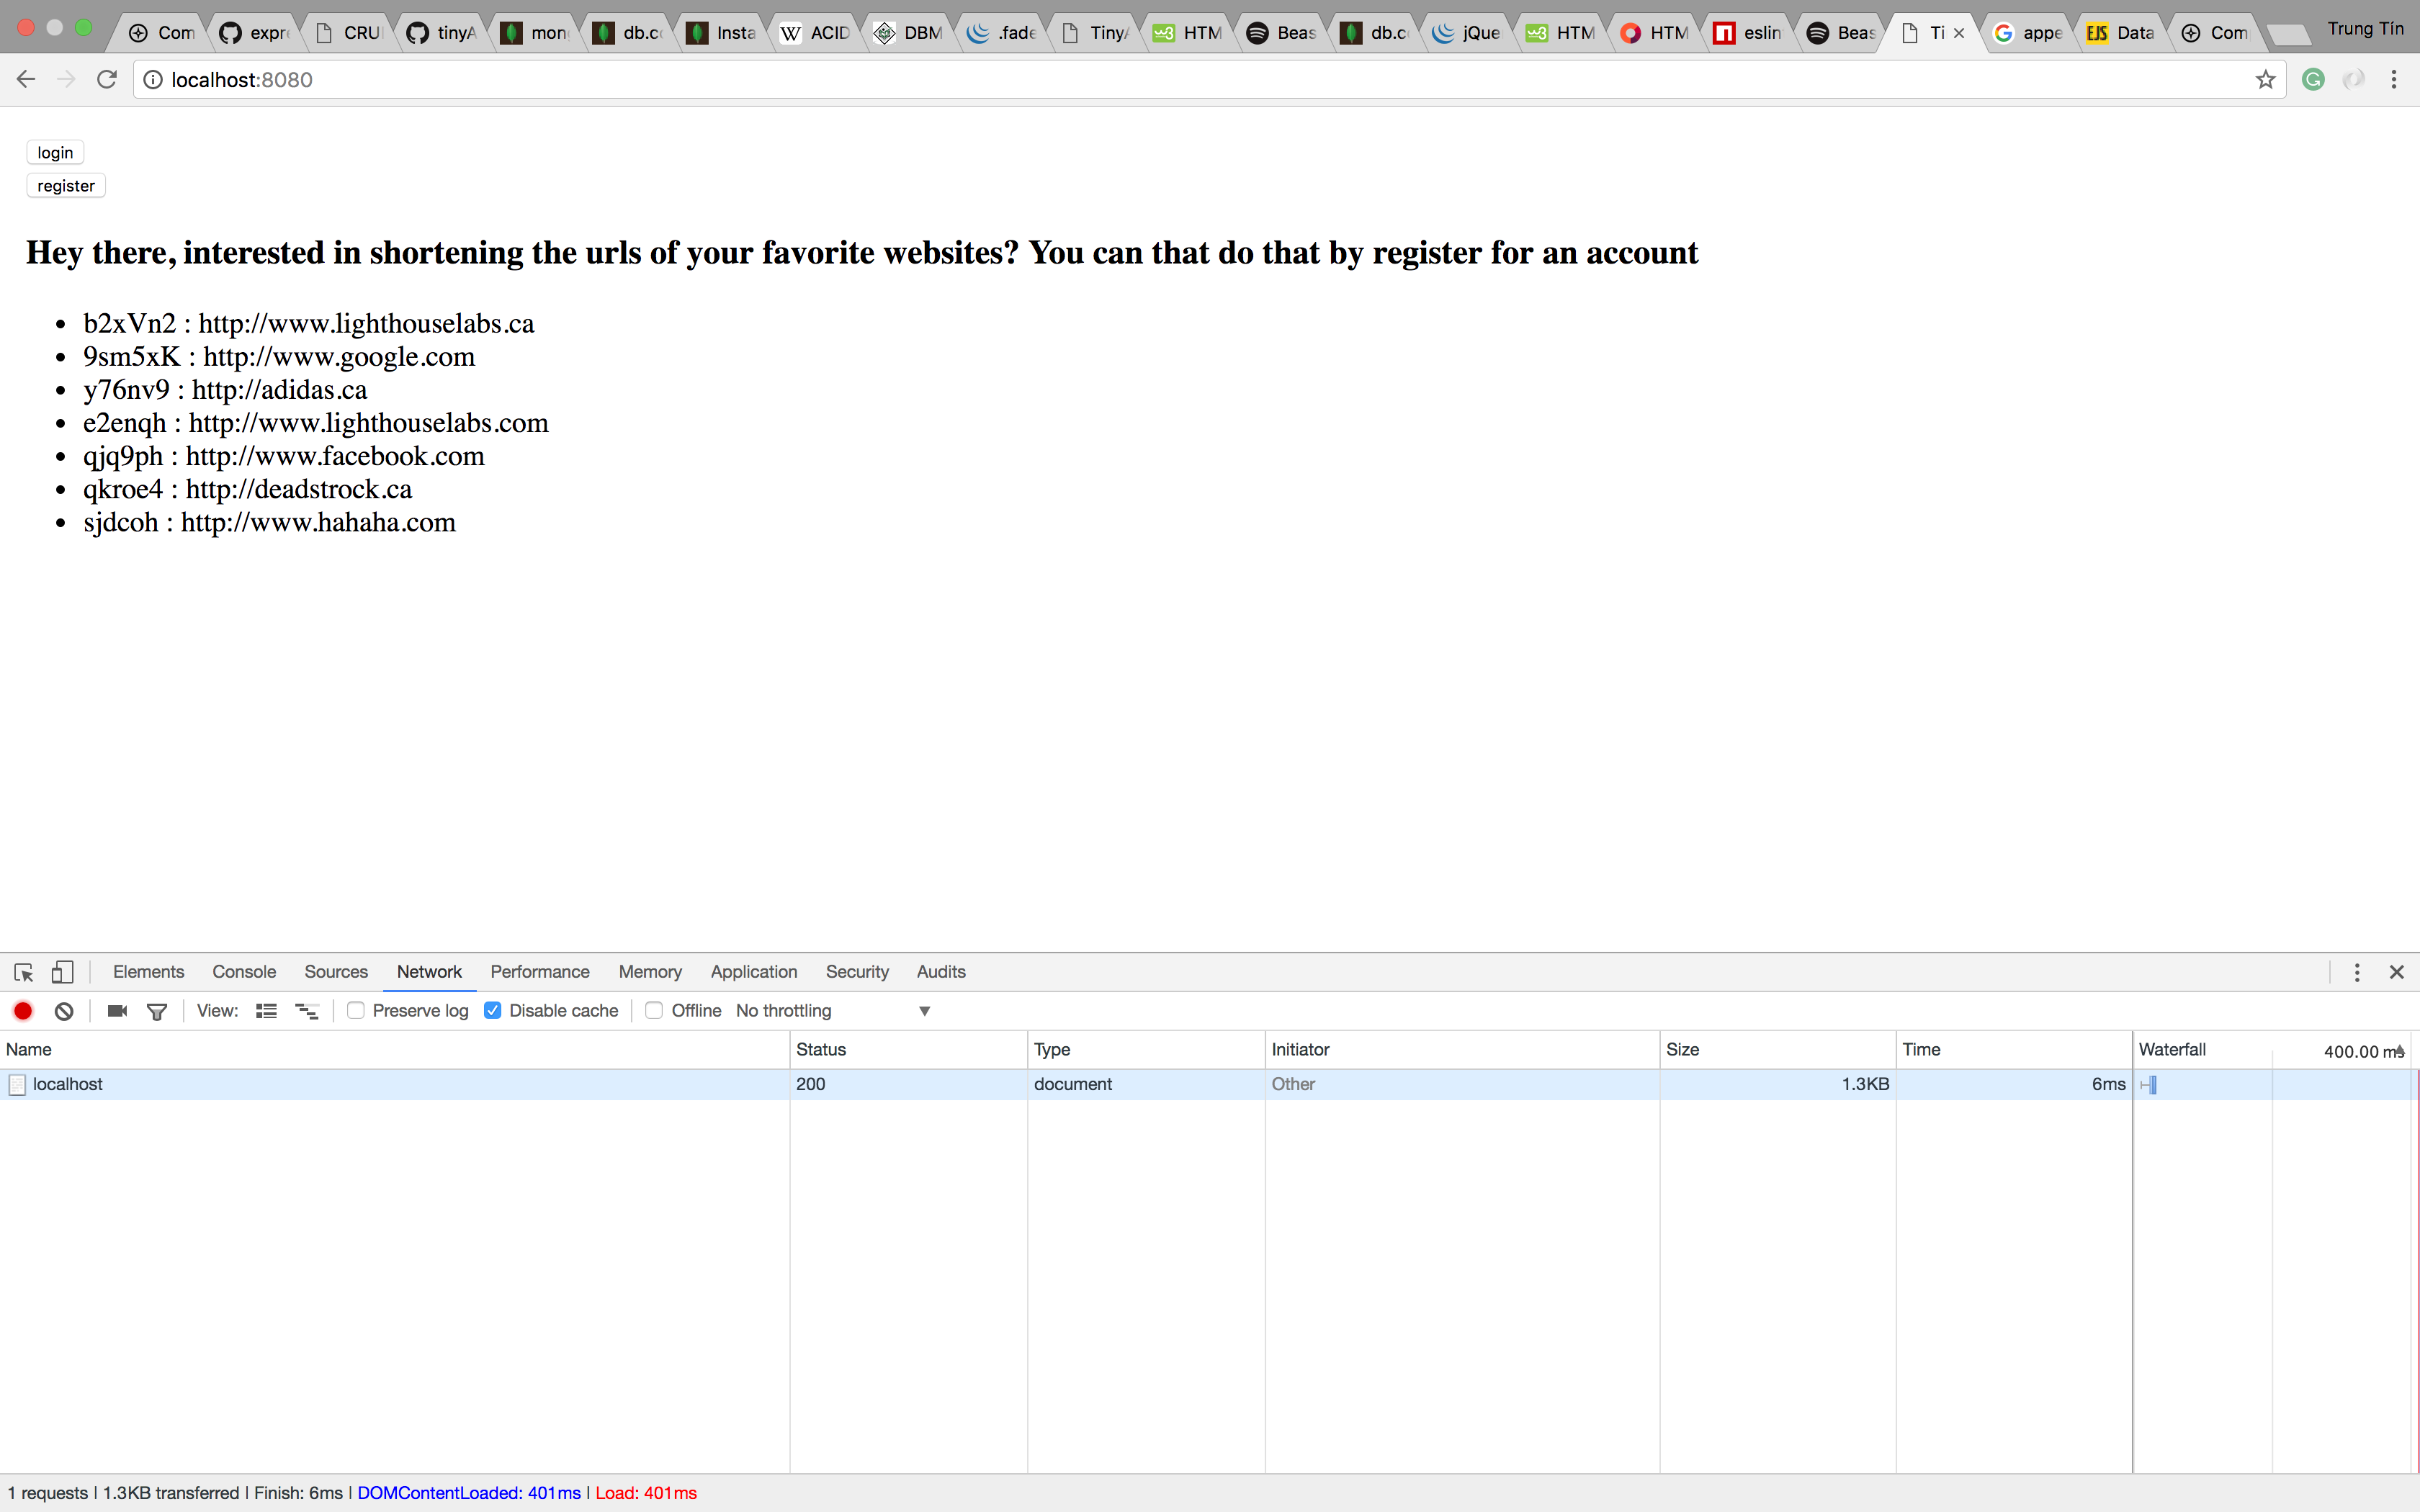 Com expr CRU tinyA mon db.c Insta ACID DBM .fade Tiny HTM Beas db.c jQue HTM HTM eslin Beas Ti appe EJS Data Com Trung Tín
localhost:8080
login
register
Hey there, interested in shortening the urls of your favorite websites? You can that do that by register for an account
• b2xVn2 : http://www.lighthouselabs.ca
• 9sm5xK : http://www.google.com
• y76nv9 : http://adidas.ca
• e2enqh : http://www.lighthouselabs.com
• qjq9ph : http://www.facebook.com
• qkroe4 : http://deadstrock.ca
• sjdcoh : http://www.hahaha.com
Elements Console Sources Network Performance Memory Application Security Audits
View: Preserve log Disable cache Offline No throttling
Name Status Type Initiator Size Time Waterfall 400.00 ms
localhost 200 document Other 1.3KB 6ms
1 requests | 1.3KB transferred | Finish: 6ms | DOMContentLoaded: 401ms | Load: 401ms